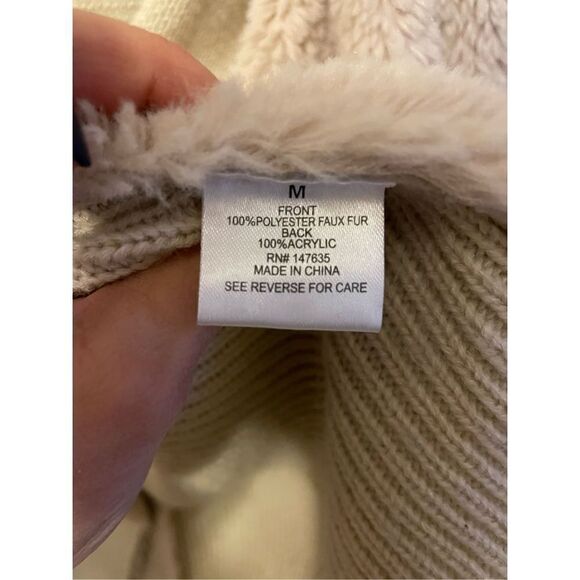 M
FRONT
100%POLYESTER FAUX FUR
BACK
100%ACRYLIC
RN# 147635
MADE IN CHINA
SEE REVERSE FOR CARE